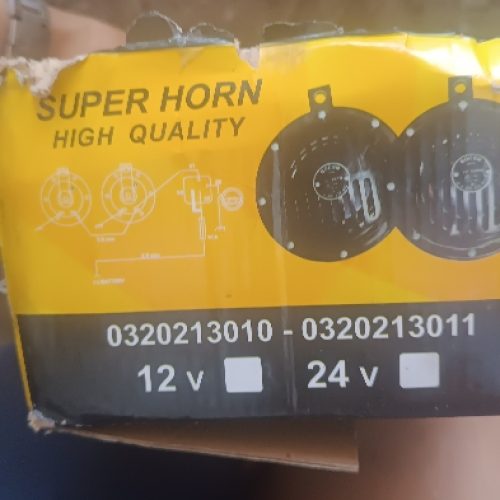 SUPER HORN
HIGH QUALITY
0320213010 - 0320213011
12 v
24 v